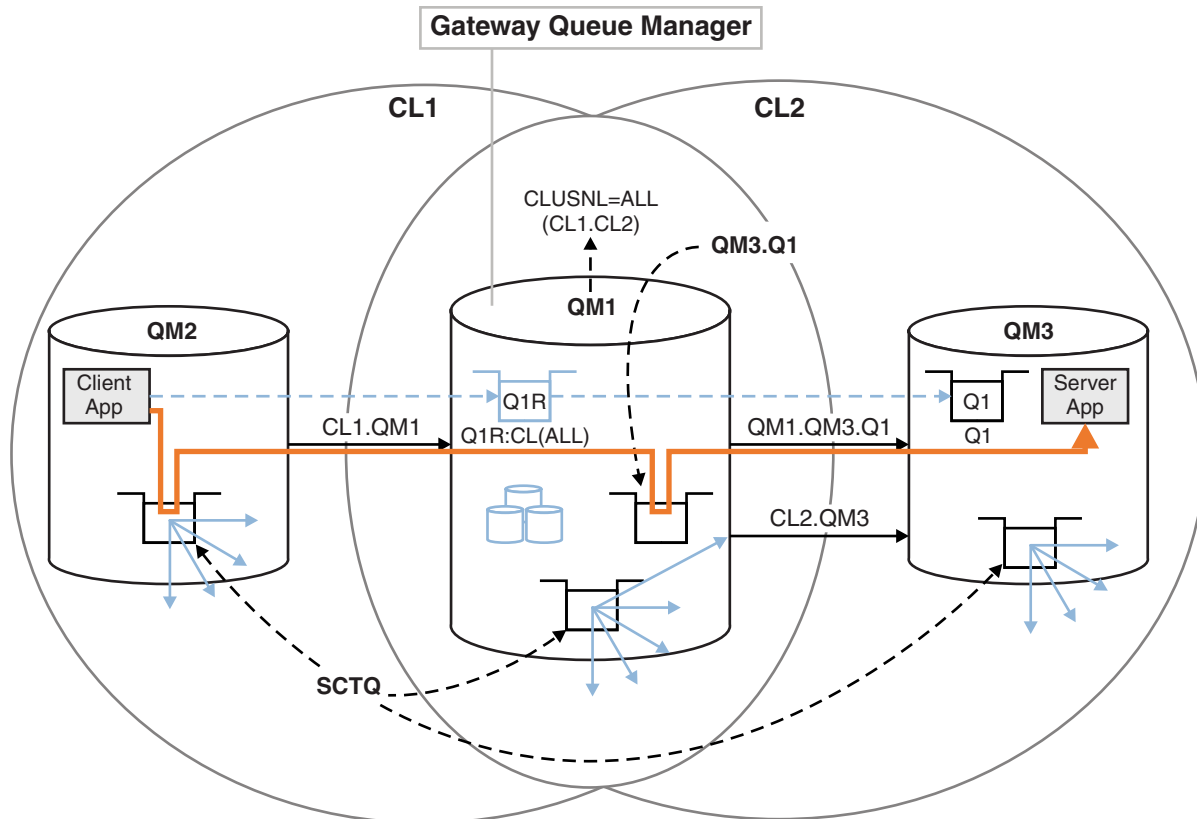 Gateway Queue Manager
CL1
CL2
CLUSNL=ALL
(CL1.CL2)
QM3.Q1
QM2
QM1
QM3
Client
App
Q1R
Q1
Server
App
CL1.QM1
Q1R:CL(ALL)
QM1.QM3.Q1
Q1
CL2.QM3
SCTQ